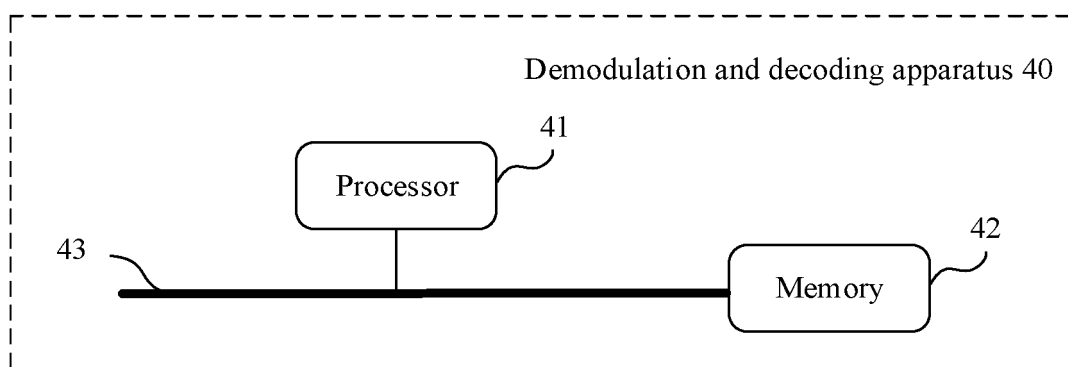 Demodulation and decoding apparatus 40
41
Processor
42
43
Memory